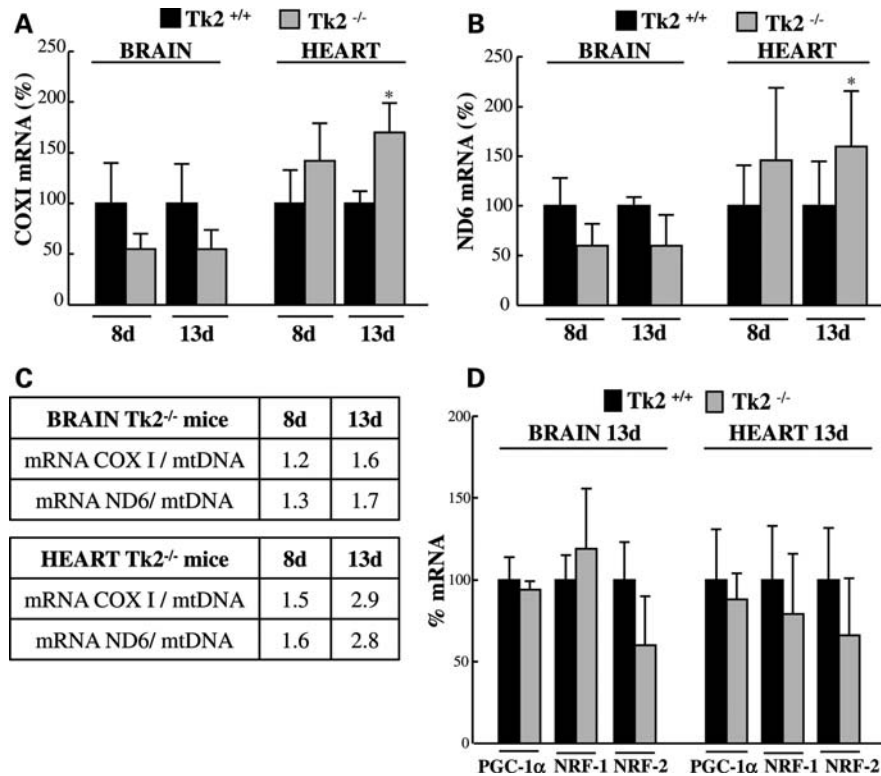 A
Tk2 +/+ Tk2 -/-
BRAIN HEART
COXI mRNA (%)
250
200
150
100
50
0
*
8d 13d 8d 13d
B
Tk2 +/+ Tk2 -/-
BRAIN HEART
ND6 mRNA (%)
250
200
150
100
50
0
*
8d 13d 8d 13d
C
BRAIN Tk2-/- mice 8d 13d
mRNA COX I / mtDNA 1.2 1.6
mRNA ND6/ mtDNA 1.3 1.7
HEART Tk2-/- mice 8d 13d
mRNA COX I / mtDNA 1.5 2.9
mRNA ND6/ mtDNA 1.6 2.8
D
Tk2 +/+ Tk2 -/-
BRAIN 13d HEART 13d
% mRNA
200
150
100
50
0
PGC-1α NRF-1 NRF-2 PGC-1α NRF-1 NRF-2